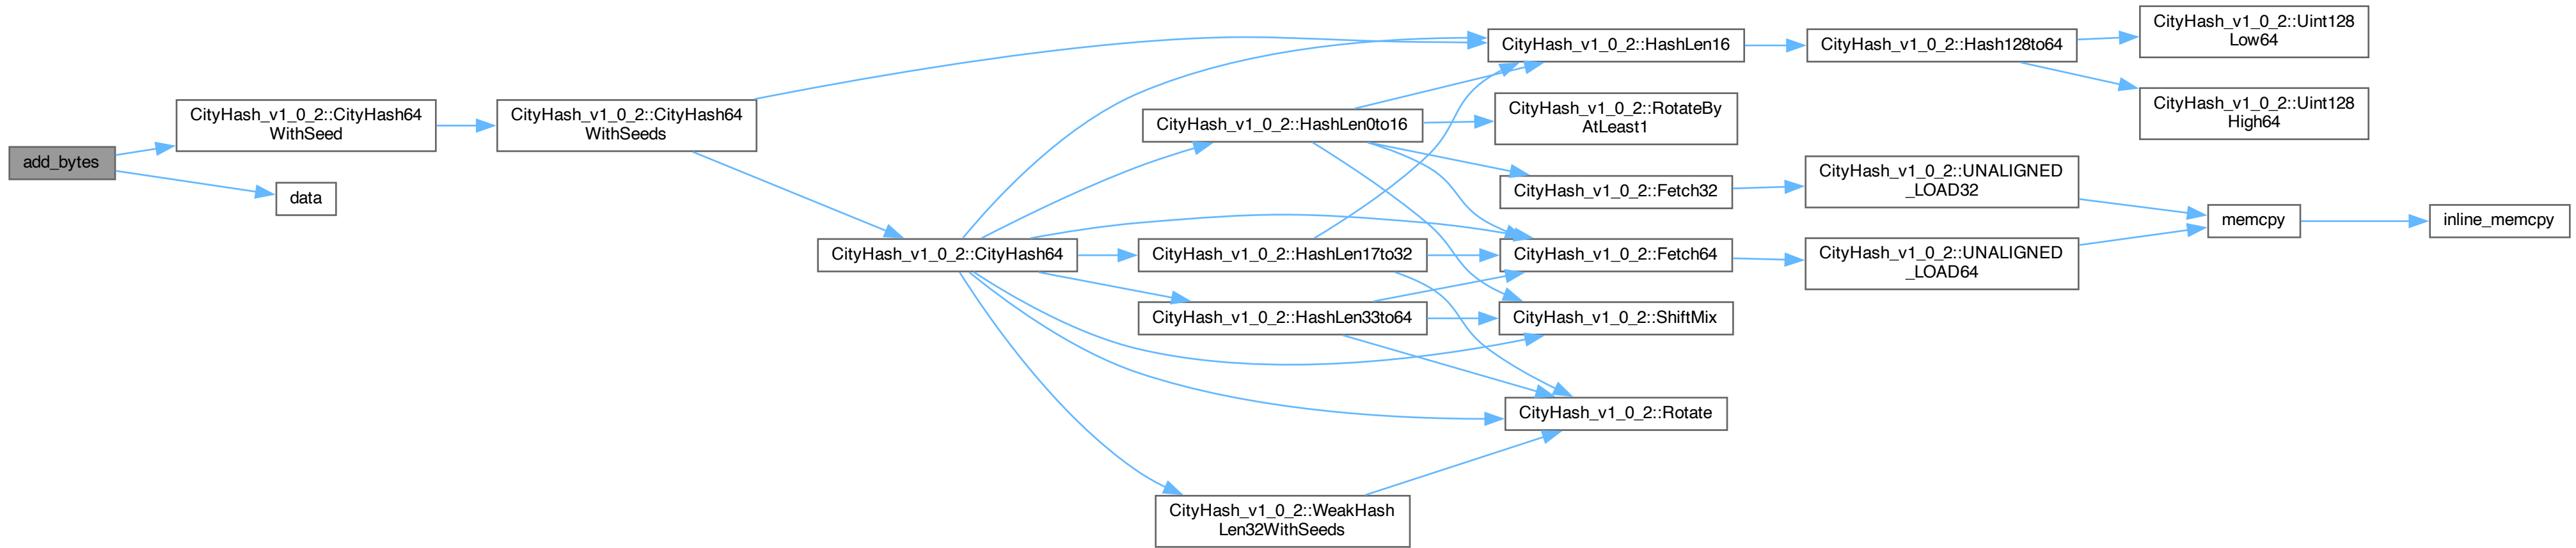 add_bytes
CityHash_v1_0_2::CityHash64
WithSeed
data
CityHash_v1_0_2::CityHash64
WithSeeds
CityHash_v1_0_2::CityHash64
CityHash_v1_0_2::HashLen0to16
CityHash_v1_0_2::HashLen17to32
CityHash_v1_0_2::HashLen33to64
CityHash_v1_0_2::WeakHash
Len32WithSeeds
CityHash_v1_0_2::HashLen16
CityHash_v1_0_2::RotateBy
AtLeast1
CityHash_v1_0_2::Fetch32
CityHash_v1_0_2::Fetch64
CityHash_v1_0_2::ShiftMix
CityHash_v1_0_2::Rotate
CityHash_v1_0_2::Hash128to64
CityHash_v1_0_2::UNALIGNED
_LOAD32
CityHash_v1_0_2::UNALIGNED
_LOAD64
CityHash_v1_0_2::Uint128
Low64
CityHash_v1_0_2::Uint128
High64
memcpy
inline_memcpy